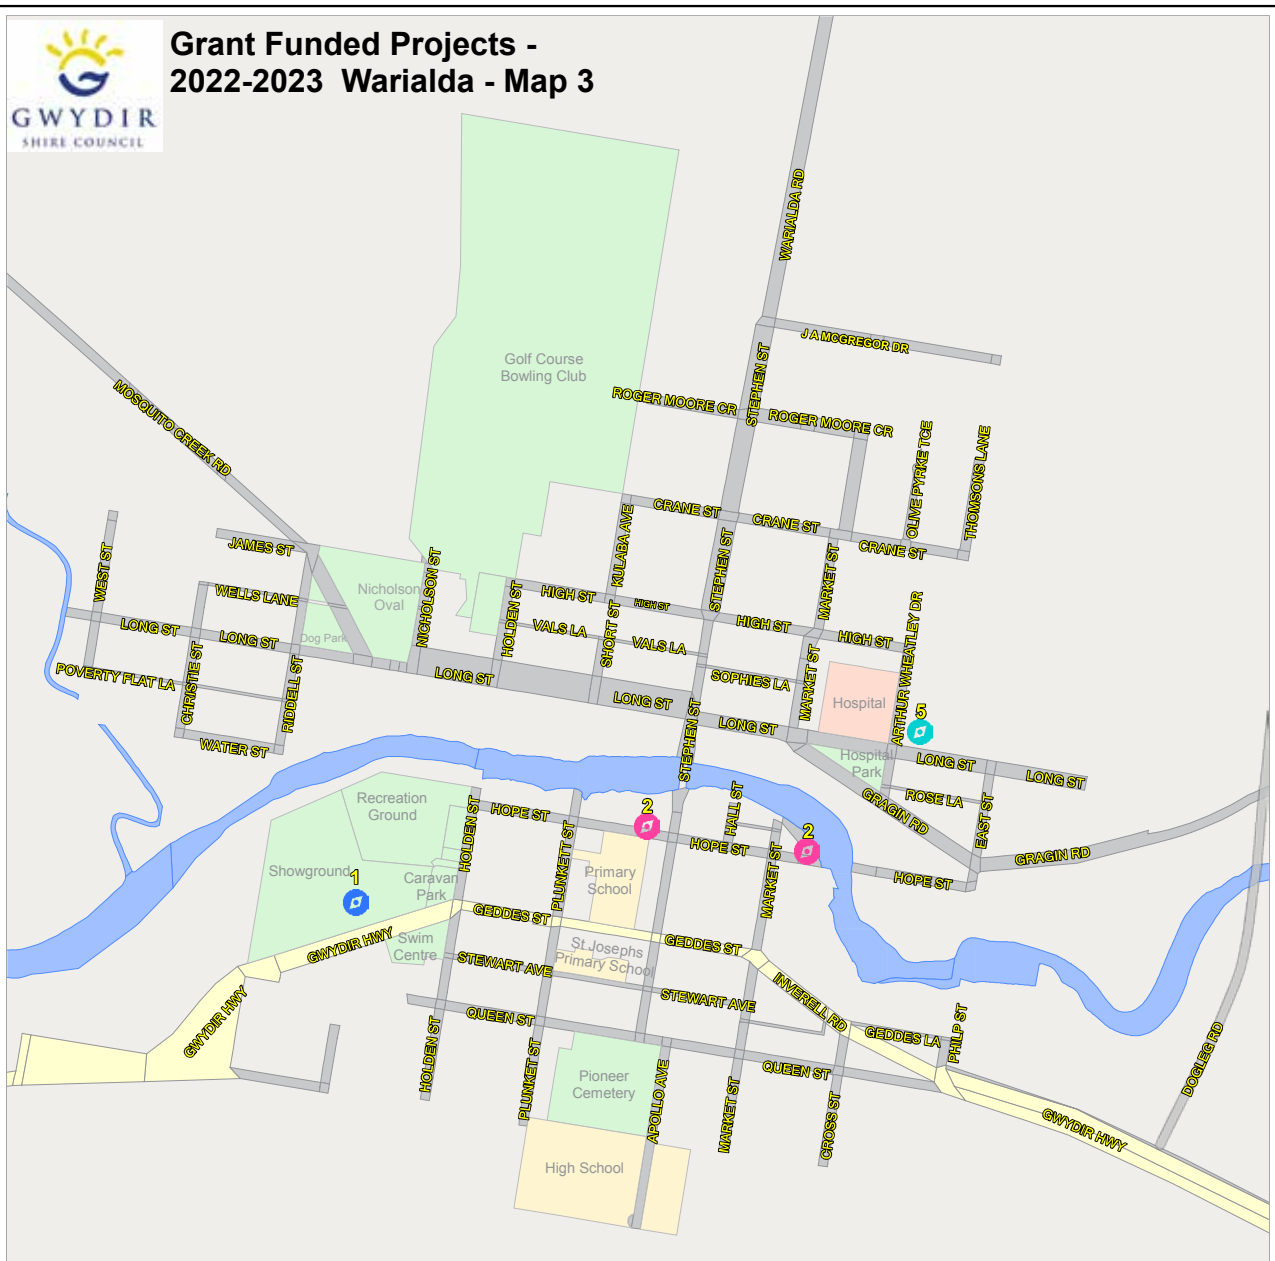 Grant Funded Projects -
2022-2023 Warialda - Map 3
GWYDIR
SHIRE COUNCIL
WARIALDA RD
J A MCGREGOR DR
STEPHEN ST
Golf Course
Bowling Club
ROGER MOORE CR
ROGER MOORE CR
MOSQUITO CREEK RD
OLIVE PYRKE TCE
THOMSONS LANE
CRANE ST
CRANE ST
CRANE ST
KULABA AVE
STEPHEN ST
MARKET ST
WEST ST
JAMES ST
WELLS LANE
Nicholson
Oval
NICHOLSON ST
HOLDEN ST
HIGH ST
HIGH ST
HIGH ST
HIGH ST
ARTHUR WHEATLEY DR
LONG ST
LONG ST
Dog Park
VALS LA
SHORT ST
VALS LA
SOPHIES LA
MARKET ST
Hospital
POVERTY FLAT LA
CHRISTIE ST
RIDDELL ST
LONG ST
LONG ST
LONG ST
5
WATER ST
STEPHEN ST
Hospital
Park
LONG ST
LONG ST
ROSE LA
GRAGIN RD
EAST ST
GRAGIN RD
Recreation
Ground
HOLDEN ST
HOPE ST
PLUNKETT ST
2
HALL ST
HOPE ST
2
MARKET ST
HOPE ST
Showground
1
Caravan
Park
Primary
School
GEDDES ST
GEDDES ST
GWYDIR HWY
Swim
Centre
St Josephs
Primary School
STEWART AVE
STEWART AVE
INVERELL RD
GWYDIR HWY
QUEEN ST
GEDDES LA
PHILP ST
HOLDEN ST
PLUNKET ST
Pioneer
Cemetery
APOLLO AVE
MARKET ST
QUEEN ST
CROSS ST
DOGLEG RD
GWYDIR HWY
High School